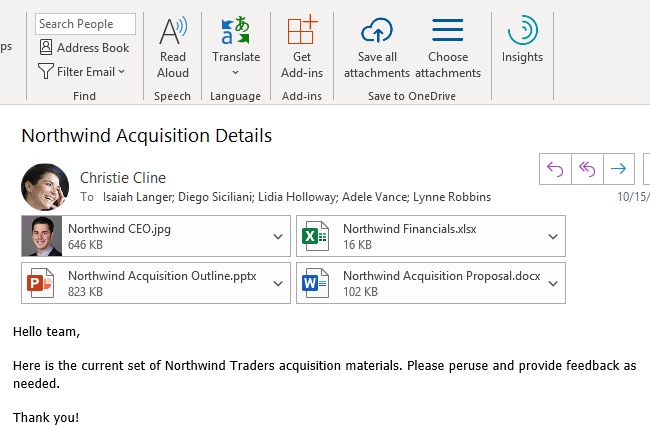 Search People
ps
Address Book
Filter Email
Find
Read
Aloud
Speech
Translate
Language
Get
Add-ins
Add-ins
Save all
attachments
Choose
attachments
Save to OneDrive
Insights
Northwind Acquisition Details
Christie Cline
To Isaiah Langer; Diego Siciliani; Lidia Holloway; Adele Vance; Lynne Robbins
10/15/
Northwind CEO.jpg
646 KB
Northwind Financials.xlsx
16 KB
Northwind Acquisition Outline.pptx
823 KB
Northwind Acquisition Proposal.docx
102 KB
Hello team,
Here is the current set of Northwind Traders acquisition materials. Please peruse and provide feedback as
needed.
Thank you!